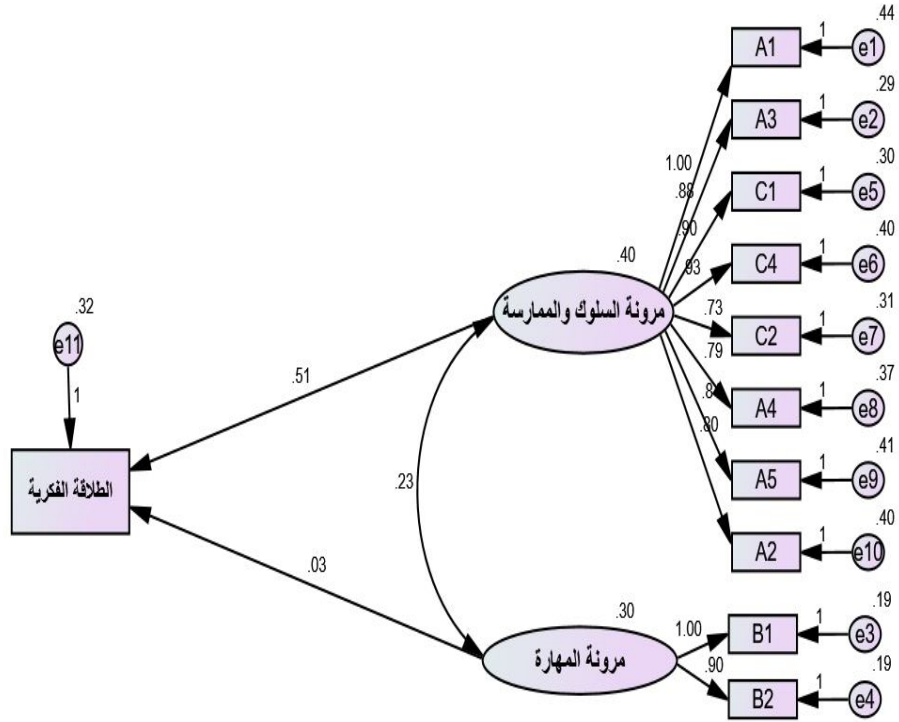 .44
1
A1
e1
.29
1
A3
e2
.30
1
C1
e5
.40
1
C4
e6
.31
1
C2
e7
.37
1
A4
e8
.41
1
A5
e9
.40
1
A2
e10
1.00
.88
.90
.93
.73
.79
.80
.40
مرونة السلوك والممارسة
.32
e11
1
.51
الطلاقة الفكرية
.23
.03
.30
مرونة المهارة
1.00
.90
.19
1
B1
e3
.19
1
B2
e4